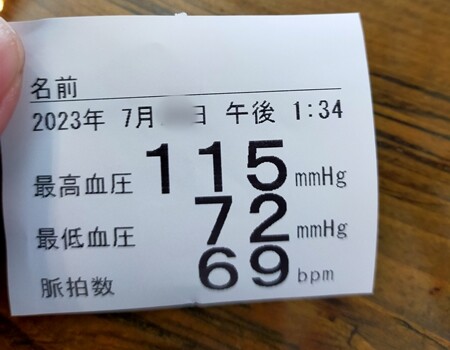 名前
2023年 7月 日 午後 1:34
最高血圧 115 mmHg
最低血圧 72 mmHg
脈拍数 69 bpm